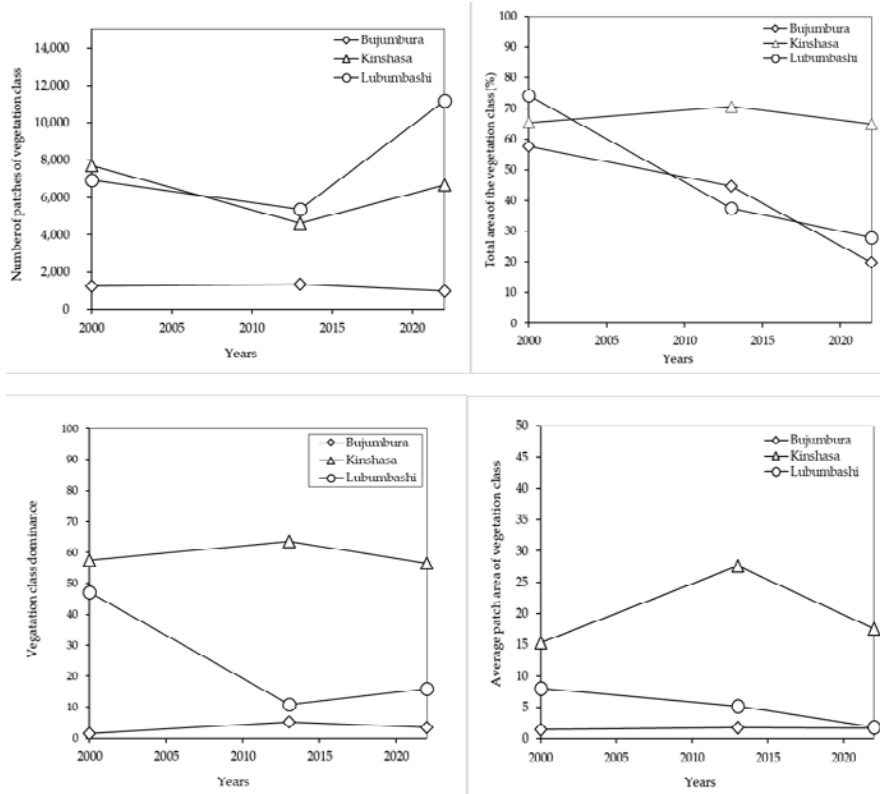 Number of patches of vegetation class
14,000
12,000
10,000
8,000
6,000
4,000
2,000
0
2000 2005 2010 2015 2020
Years
Bujumbura
Kinshasa
Lubumbashi
Total area of the vegetation class (%)
100
90
80
70
60
50
40
30
20
10
0
2000 2005 2010 2015 2020
Years
Bujumbura
Kinshasa
Lubumbashi
Vegatation class dominance
100
90
80
70
60
50
40
30
20
10
0
2000 2005 2010 2015 2020
Years
Bujumbura
Kinshasa
Lubumbashi
Average patch area of vegetation class
50
45
40
35
30
25
20
15
10
5
0
2000 2005 2010 2015 2020
Years
Bujumbura
Kinshasa
Lubumbashi